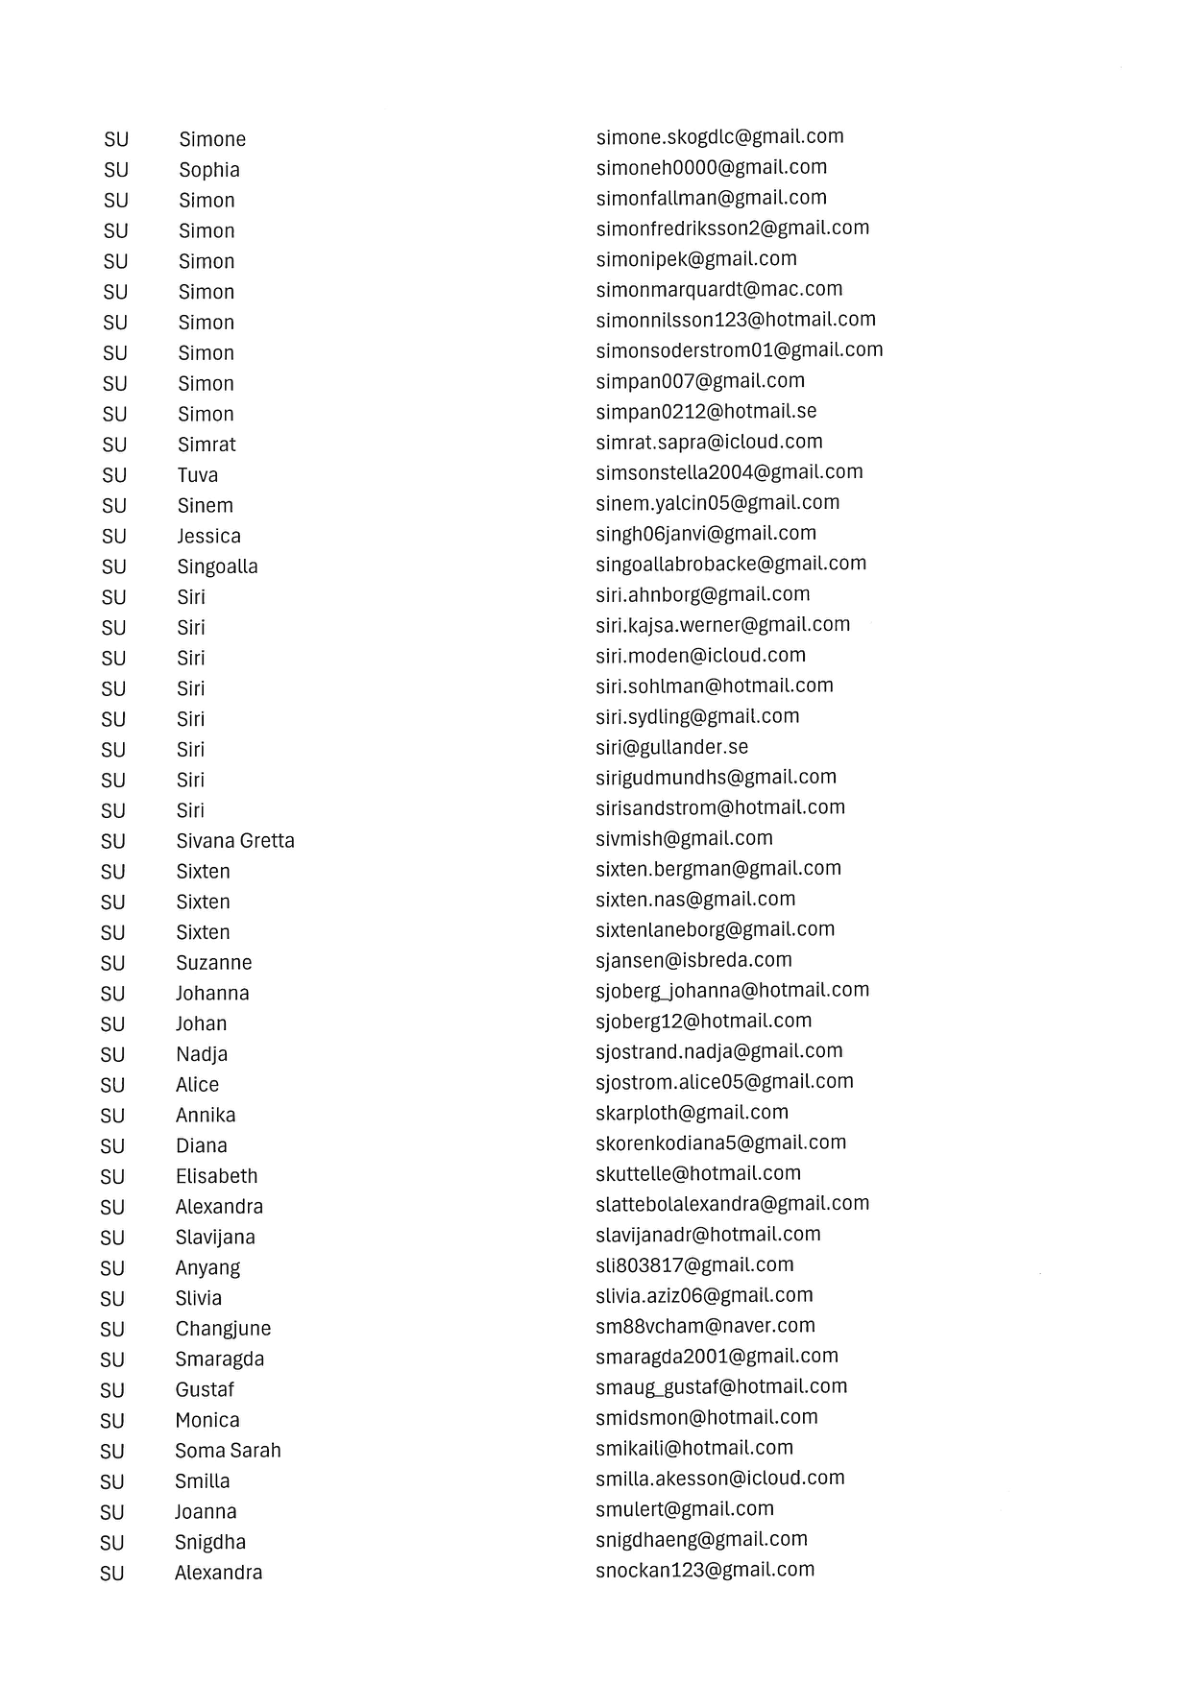 SU Simone simone.skogdlc@gmail.com
SU Sophia simoneh0000@gmail.com
SU Simon simonfallman@gmail.com
SU Simon simonfredriksson2@gmail.com
SU Simon simonipek@gmail.com
SU Simon simonmarquardt@mac.com
SU Simon simonnilsson123@hotmail.com
SU Simon simonsoderstrom01@gmail.com
SU Simon simpan007@gmail.com
SU Simon simpan0212@hotmail.se
SU Simrat simrat.sapra@icloud.com
SU Tuva simsonstella2004@gmail.com
SU Sinem sinem.yalcin05@gmail.com
SU Jessica singh06janvi@gmail.com
SU Singoalla singoallabrobacke@gmail.com
SU Siri siri.ahnborg@gmail.com
SU Siri siri.kajsa.werner@gmail.com
SU Siri siri.moden@icloud.com
SU Siri siri.sohlman@hotmail.com
SU Siri siri.sydling@gmail.com
SU Siri siri@gullander.se
SU Siri sirigudmundhs@gmail.com
SU Siri sirisandstrom@hotmail.com
SU Sivana Gretta sivmish@gmail.com
SU Sixten sixten.bergman@gmail.com
SU Sixten sixten.nas@gmail.com
SU Sixten sixtenlaneborg@gmail.com
SU Suzanne sjansen@isbreda.com
SU Johanna sjoberg_johanna@hotmail.com
SU Johan sjoberg12@hotmail.com
SU Nadja sjostrand.nadja@gmail.com
SU Alice sjostrom.alice05@gmail.com
SU Annika skarploth@gmail.com
SU Diana skorenkodiana5@gmail.com
SU Elisabeth skuttelle@hotmail.com
SU Alexandra slattebolalexandra@gmail.com
SU Slavijana slavijanadr@hotmail.com
SU Anyang sli803817@gmail.com
SU Slivia slivia.aziz06@gmail.com
SU Changjune sm88vcham@naver.com
SU Smaragda smaragda2001@gmail.com
SU Gustaf smaug_gustaf@hotmail.com
SU Monica smidsmon@hotmail.com
SU Soma Sarah smikaili@hotmail.com
SU Smilla smilla.akesson@icloud.com
SU Joanna smulert@gmail.com
SU Snigdha snigdhaeng@gmail.com
SU Alexandra snockan123@gmail.com